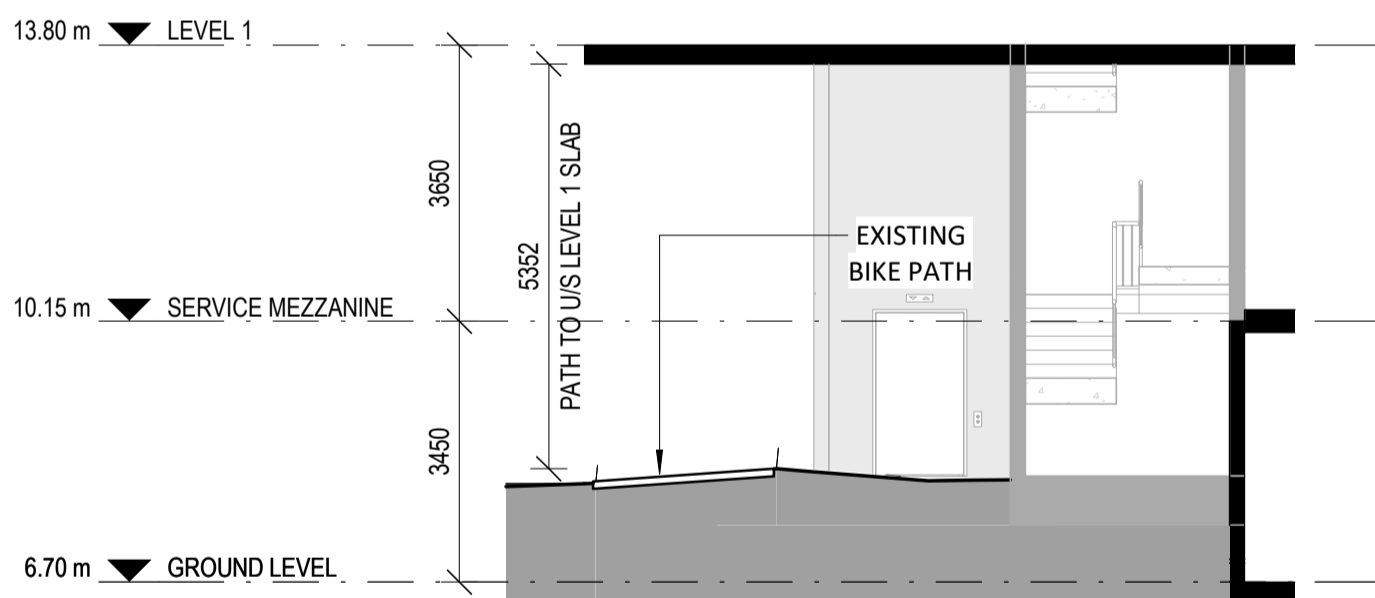 13.80 m LEVEL 1
3650
5352
PATH TO U/S LEVEL 1 SLAB
EXISTING
BIKE PATH
10.15 m SERVICE MEZZANINE
3450
6.70 m GROUND LEVEL